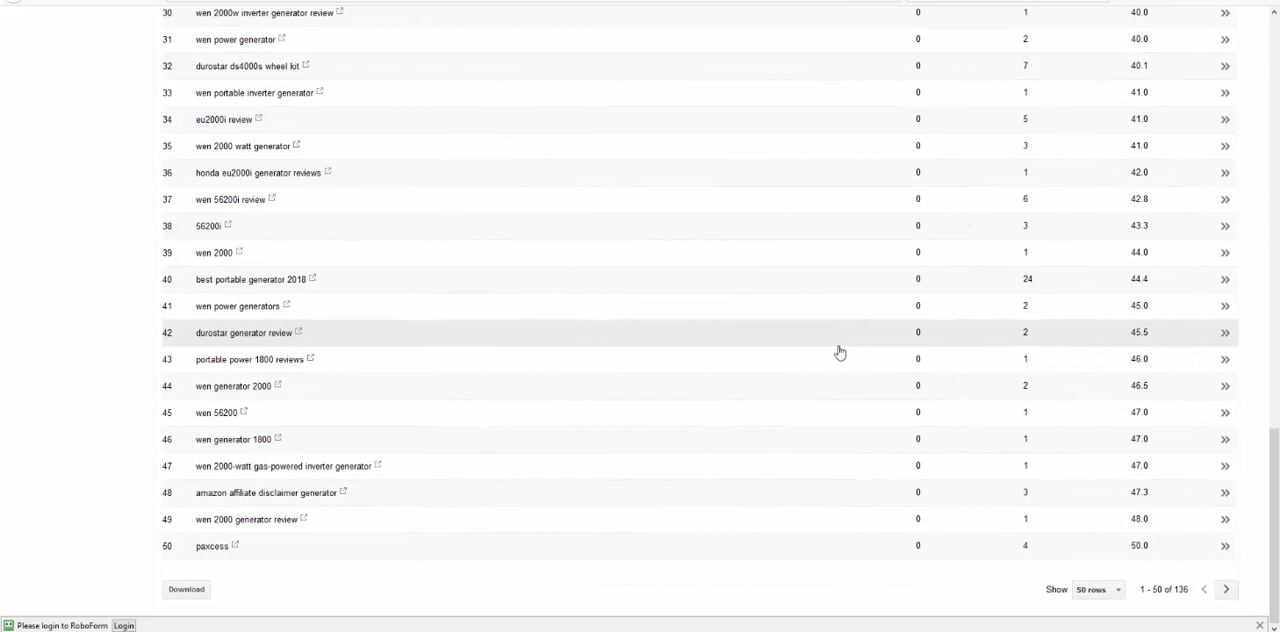 30 wen 2000w inverter generator review 0 1 40.0 »
31 wen power generator 0 2 40.0 »
32 durostar ds4000s wheel kit 0 7 40.1 »
33 wen portable inverter generator 0 1 41.0 »
34 eu2000i review 0 5 41.0 »
35 wen 2000 watt generator 0 3 41.0 »
36 honda eu2000i generator reviews 0 1 42.0 »
37 wen 56200i review 0 6 42.8 »
38 56200i 0 3 43.3 »
39 wen 2000 0 1 44.0 »
40 best portable generator 2018 0 24 44.4 »
41 wen power generators 0 2 45.0 »
42 durostar generator review 0 2 45.5 »
43 portable power 1800 reviews 0 1 46.0 »
44 wen generator 2000 0 2 46.5 »
45 wen 56200 0 1 47.0 »
46 wen generator 1800 0 1 47.0 »
47 wen 2000-watt gas-powered inverter generator 0 1 47.0 »
48 amazon affiliate disclaimer generator 0 3 47.3 »
49 wen 2000 generator review 0 1 48.0 »
50 paxcess 0 4 50.0 »
Download Show 50 rows 1 - 50 of 136
Please login to RoboForm Login